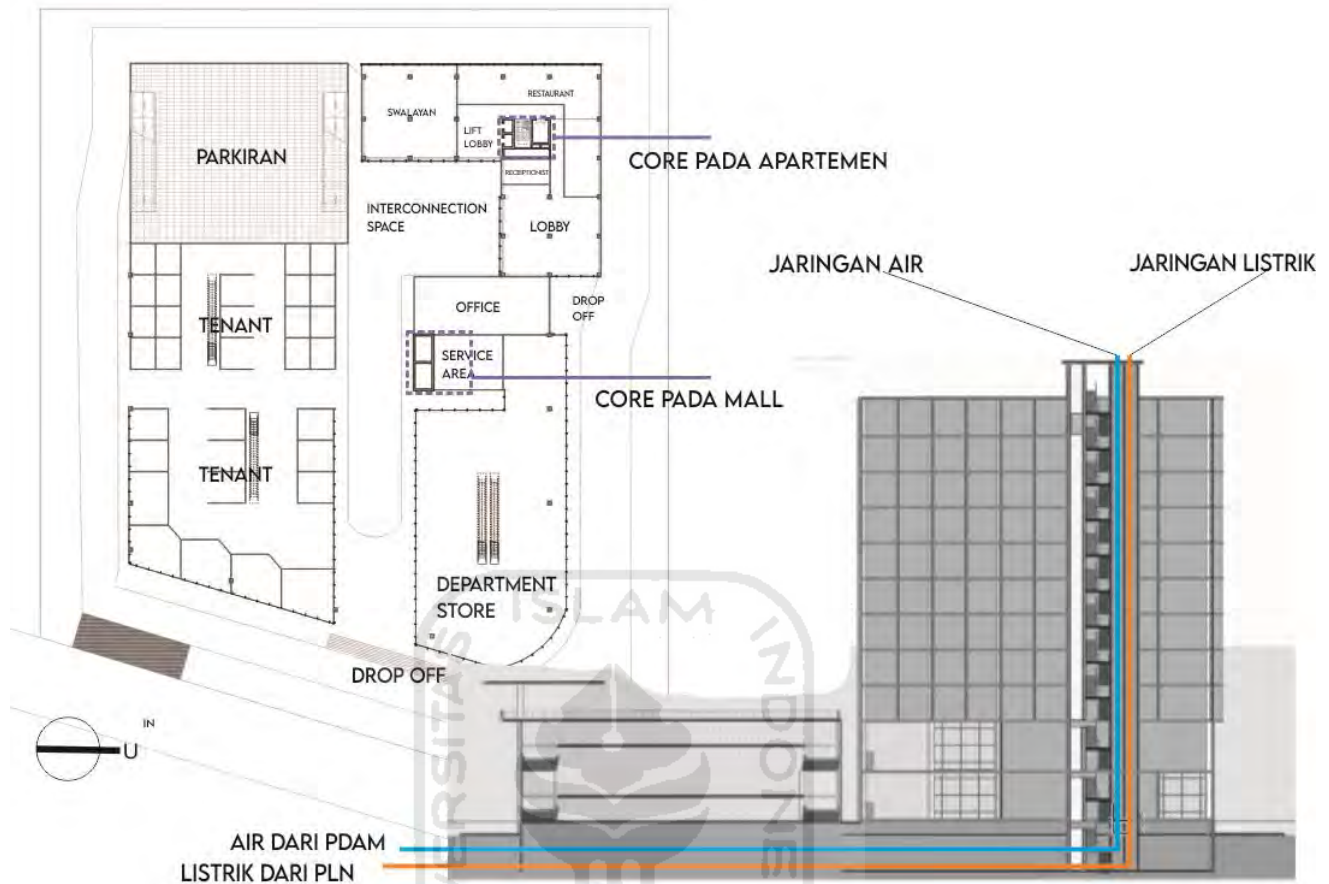 RESTAURANT
SWALAYAN
LIFT
LOBBY
PARKIRAN
CORE PADA APARTEMEN
RECEPTIONIST
INTERCONNECTION
SPACE
LOBBY
JARINGAN AIR
JARINGAN LISTRIK
OFFICE
DROP
OFF
TENANT
SERVICE
AREA
CORE PADA MALL
TENANT
DEPARTMENT
STORE
DROP OFF
IN
U
AIR DARI PDAM
LISTRIK DARI PLN
ISLAM
INDONE
VERSITAS